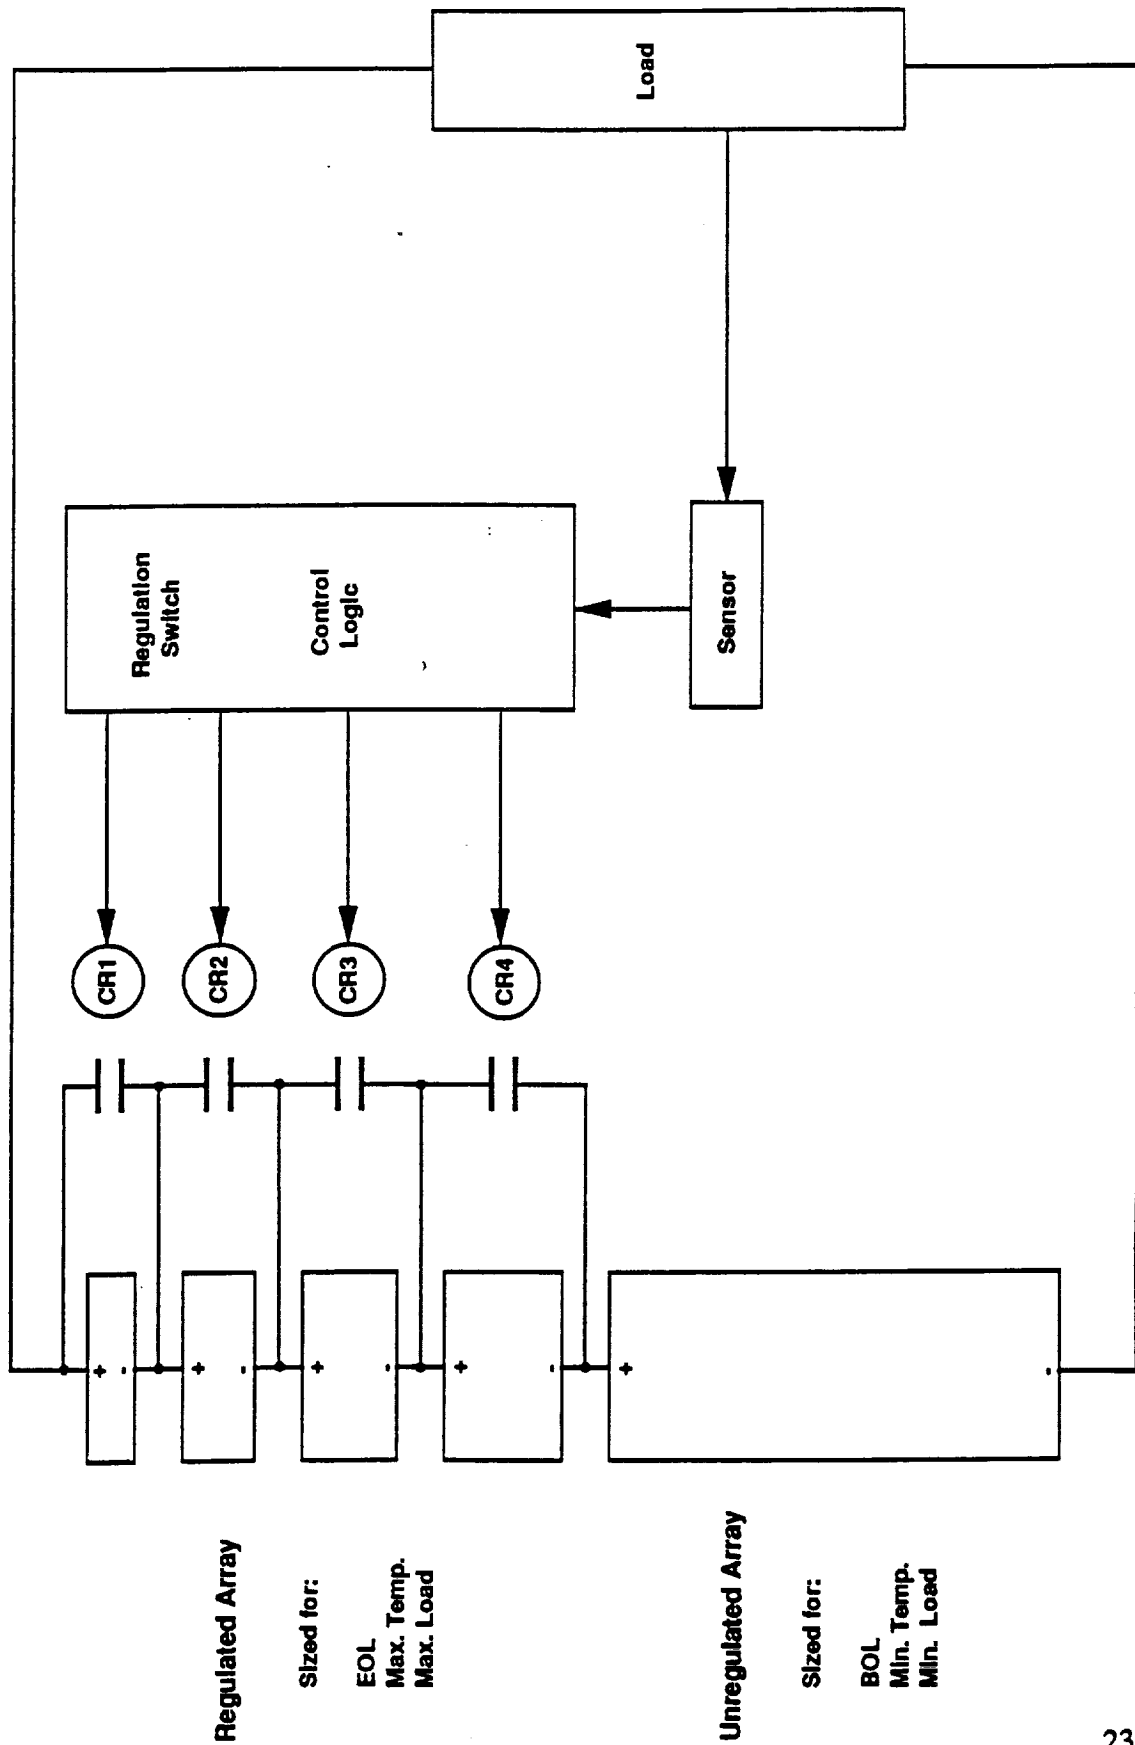 Regulated Array
Sized for:
EOL
Max. Temp.
Max. Load
Unregulated Array
Sized for:
BOL
Min. Temp.
Min. Load
+
-
+
-
+
-
+
-
+
-
CR1
CR2
CR3
CR4
Regulation
Switch
Control
Logic
Sensor
Load
23